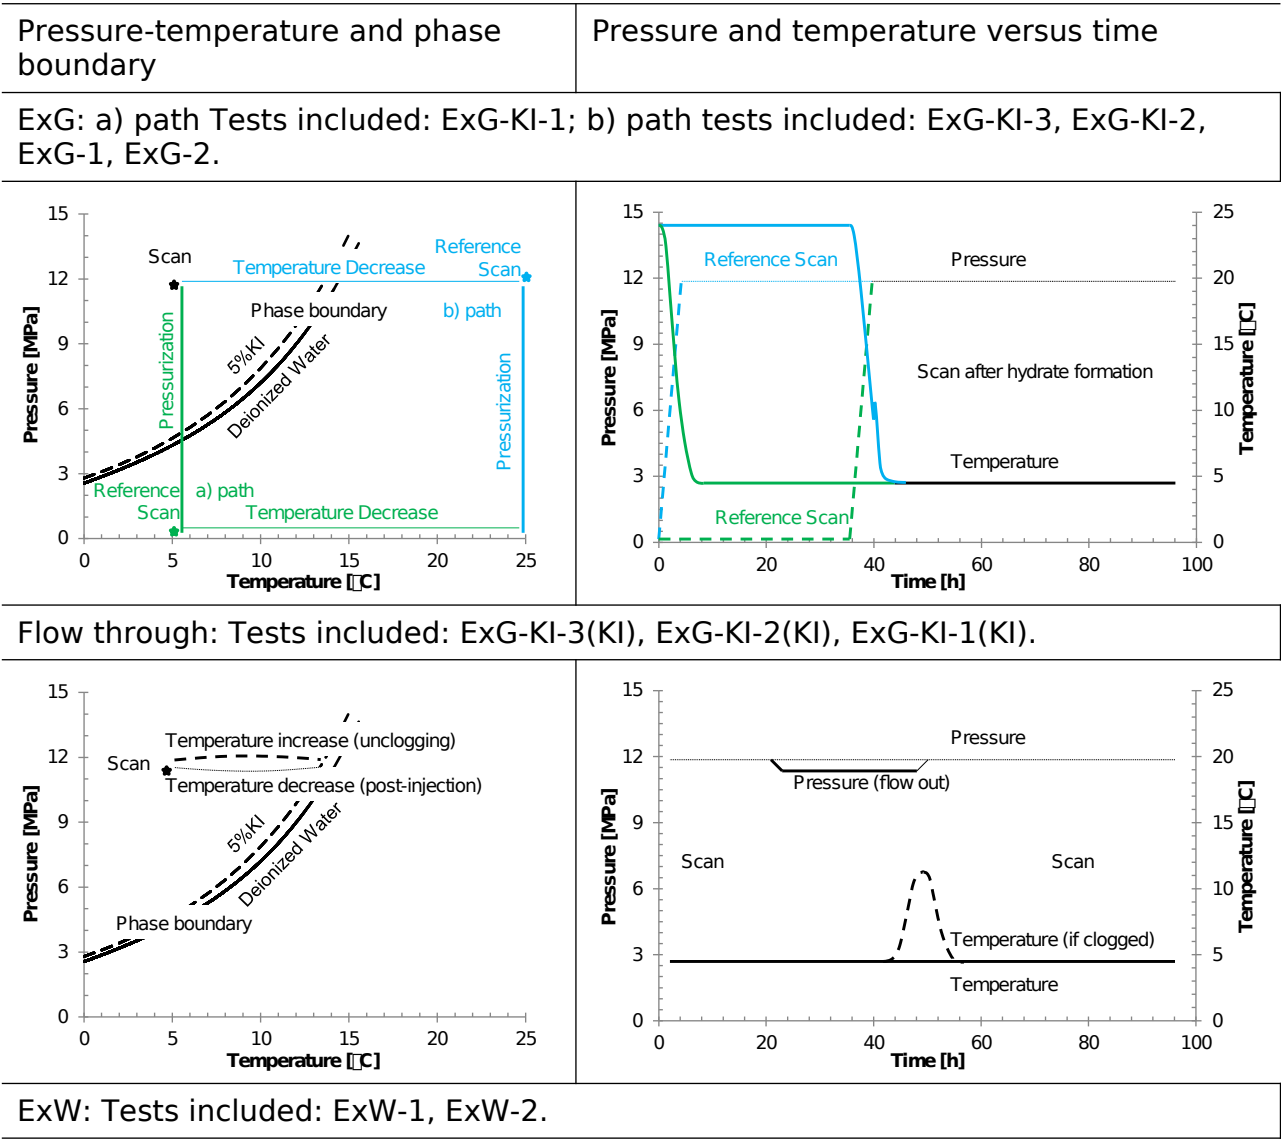 Pressure-temperature and phase
boundary
Pressure and temperature versus time
ExG: a) path Tests included: ExG-KI-1; b) path tests included: ExG-KI-3, ExG-KI-2,
ExG-1, ExG-2.
15
12
9
6
3
0
0
5
10
15
20
25
Pressure [MPa]
Temperature [□C]
Scan
Reference
Scan
Temperature Decrease
Phase boundary
b) path
Pressurization
5%KI
Deionized Water
Pressurization
Reference
Scan
a) path
Temperature Decrease
15
12
9
6
3
0
0
20
40
60
80
100
25
20
15
10
5
0
Pressure [MPa]
Time [h]
Temperature [□C]
Reference Scan
Pressure
Scan after hydrate formation
Temperature
Reference Scan
Flow through: Tests included: ExG-KI-3(KI), ExG-KI-2(KI), ExG-KI-1(KI).
15
12
9
6
3
0
0
5
10
15
20
25
Pressure [MPa]
Temperature [□C]
Temperature increase (unclogging)
Scan
Temperature decrease (post-injection)
5%KI
Deionized Water
Phase boundary
15
12
9
6
3
0
0
20
40
60
80
100
25
20
15
10
5
0
Pressure [MPa]
Time [h]
Temperature [□C]
Pressure
Pressure (flow out)
Scan
Scan
Temperature (if clogged)
Temperature
ExW: Tests included: ExW-1, ExW-2.